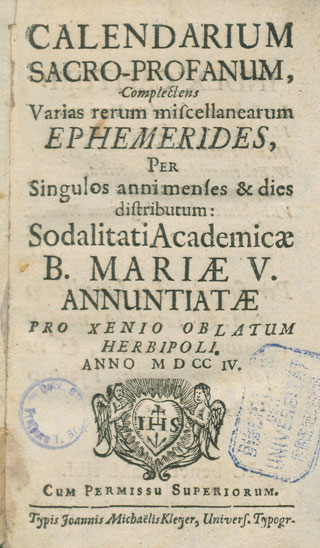 CALENDARIUM
SACRO-PROFANUM,
Complectens
Varias rerum miſcellanearum
EPHEMERIDES,
PER
Singulos anni menſes & dies
diſtributum:
Sodalitati Academicæ
B. MARIÆ V.
ANNUNTIATÆ
PRO XENIO OBLATUM
HERBIPOLI.
ANNO M D CC IV.
IHS
CUM PERMISSU SUPERIORUM.
Typis Joannis Michaëlis Kleyer, Univerſ. Typogr-